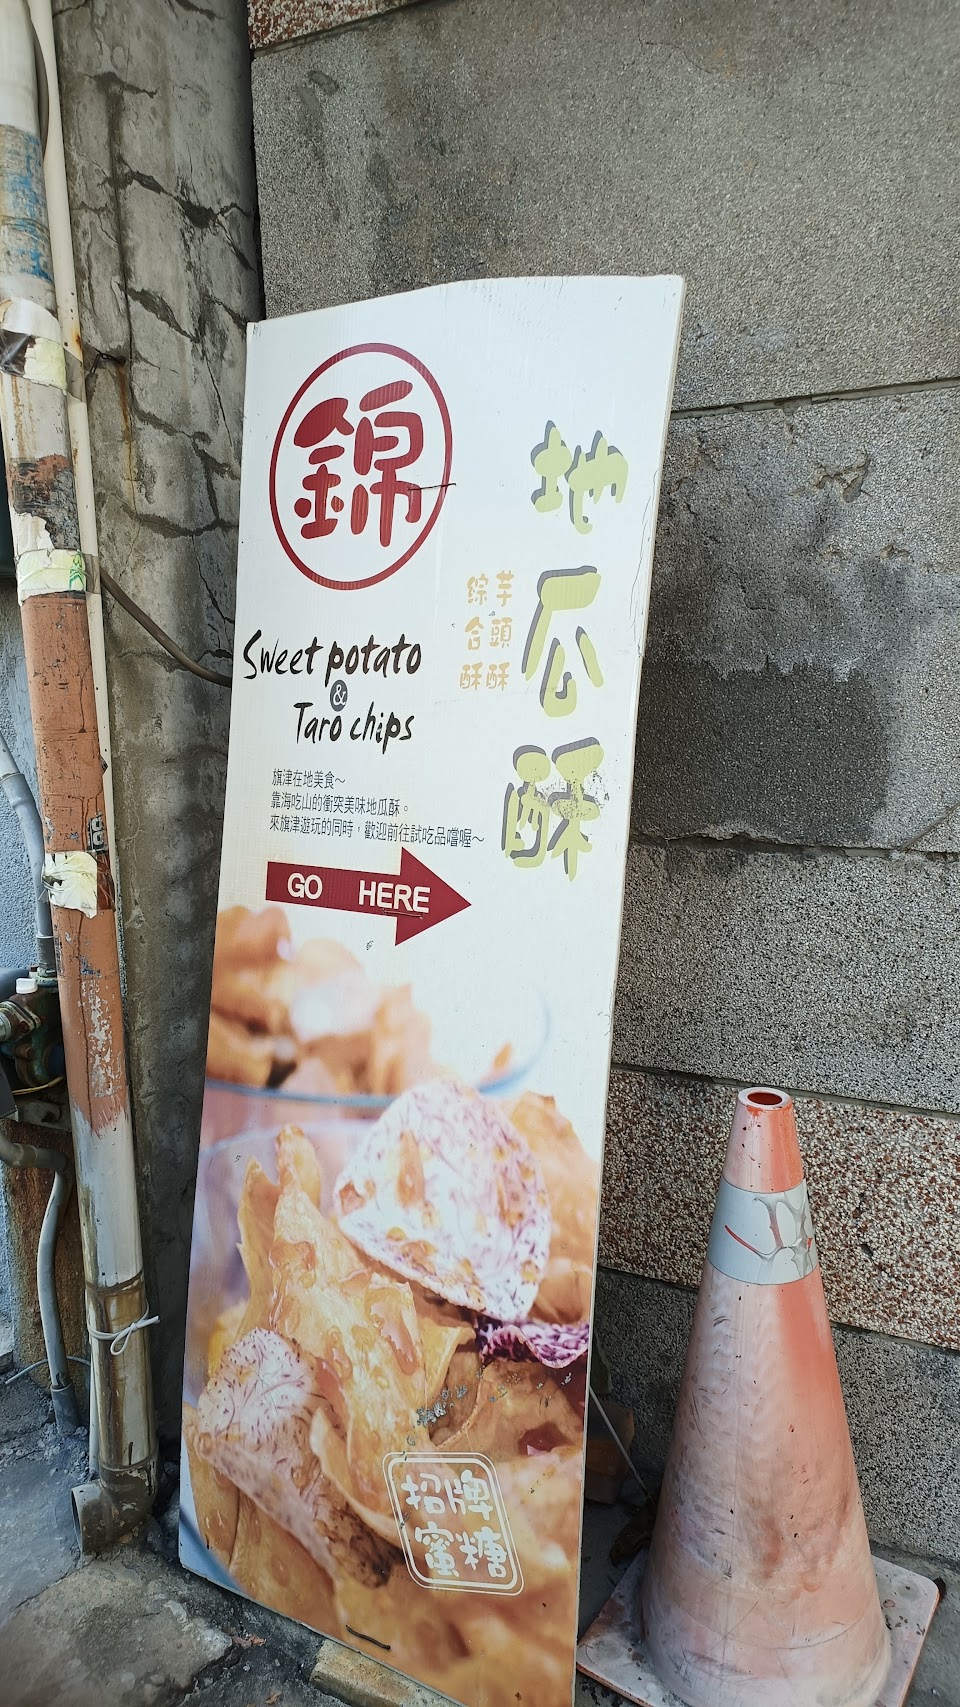 錦
地瓜酥
芋頭酥
綜合酥
Sweet potato
&
Taro chips
旗津在地美食～
靠海吃山的衝突美味地瓜酥。
來旗津遊玩的同時，歡迎前往試吃品嚐喔～
GO HERE
招牌
蜜糖